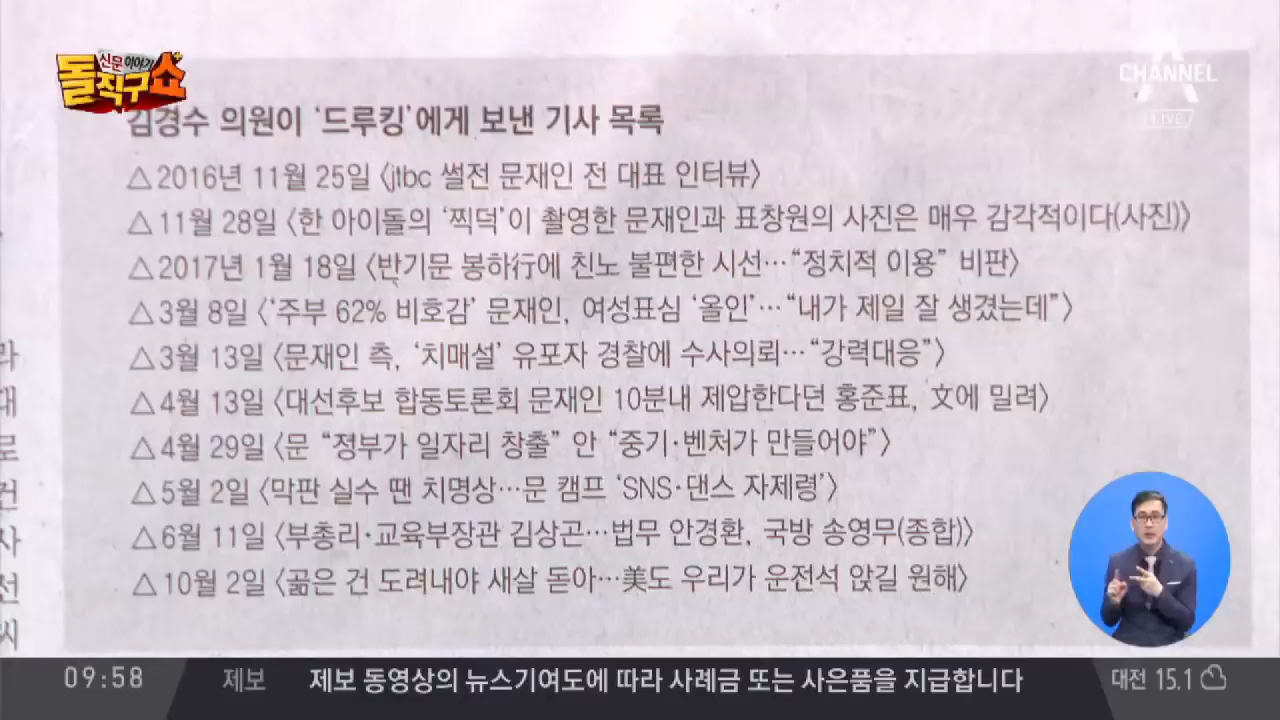 신문이야기
돌직구쇼
CHANNEL A
LIVE
김경수 의원이 ‘드루킹’에게 보낸 기사 목록
△2016년 11월 25일 〈jtbc 썰전 문재인 전 대표 인터뷰〉
△11월 28일 〈한 아이돌의 ‘찍덕’이 촬영한 문재인과 표창원의 사진은 매우 감각적이다(사진)〉
△2017년 1월 18일 〈반기문 봉하行에 친노 불편한 시선…“정치적 이용” 비판〉
△3월 8일 〈‘주부 62% 비호감’ 문재인, 여성표심 ‘올인’…“내가 제일 잘 생겼는데”〉
△3월 13일 〈문재인 측, ‘치매설’ 유포자 경찰에 수사의뢰…“강력대응”〉
△4월 13일 〈대선후보 합동토론회 문재인 10분내 제압한다던 홍준표, 文에 밀려〉
△4월 29일 〈문 “정부가 일자리 창출” 안 “중기·벤처가 만들어야”〉
△5월 2일 〈막판 실수 땐 치명상…문 캠프 ‘SNS·댄스 자제령’〉
△6월 11일 〈부총리·교육부장관 김상곤…법무 안경환, 국방 송영무(종합)〉
△10월 2일 〈곪은 건 도려내야 새살 돋아…美도 우리가 운전석 앉길 원해〉
라
대
로
컨
사
선
씨
09:58 제보 제보 동영상의 뉴스기여도에 따라 사례금 또는 사은품을 지급합니다 대전 15.1